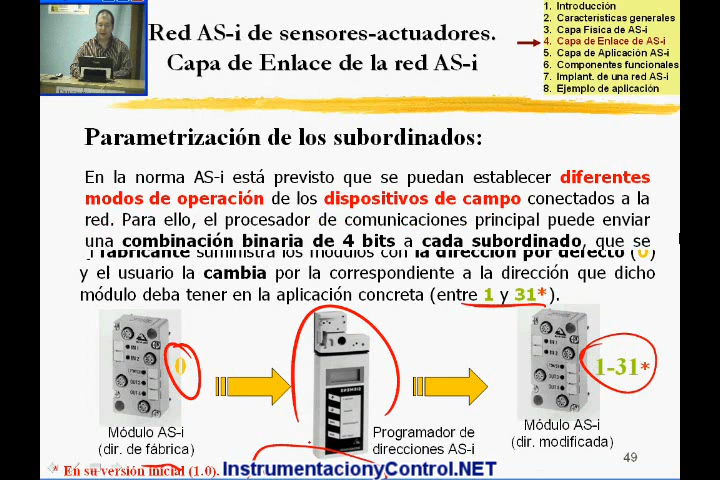 Red AS-i de sensores-actuadores.
Capa de Enlace de la red AS-i
1. Introducción
2. Características generales
3. Capa Física de AS-i
4. Capa de Enlace de AS-i
5. Capa de Aplicación AS-i
6. Componentes funcionales
7. Implant. de una red AS-i
8. Ejemplo de aplicación
Parametrización de los subordinados:
En la norma AS-i está previsto que se puedan establecer diferentes
modos de operación de los dispositivos de campo conectados a la
red. Para ello, el procesador de comunicaciones principal puede enviar
una combinación binaria de 4 bits a cada subordinado, que se
fabricante suministra los módulos con la dirección por defecto (0)
y el usuario la cambia por la correspondiente a la dirección que dicho
módulo deba tener en la aplicación concreta (entre 1 y 31*).
0
1-31*
Módulo AS-i
(dir. de fábrica)
Programador de
direcciones AS-i
Módulo AS-i
(dir. modificada)
49
* En su versión inicial (1.0).
InstrumentacionyControl.NET